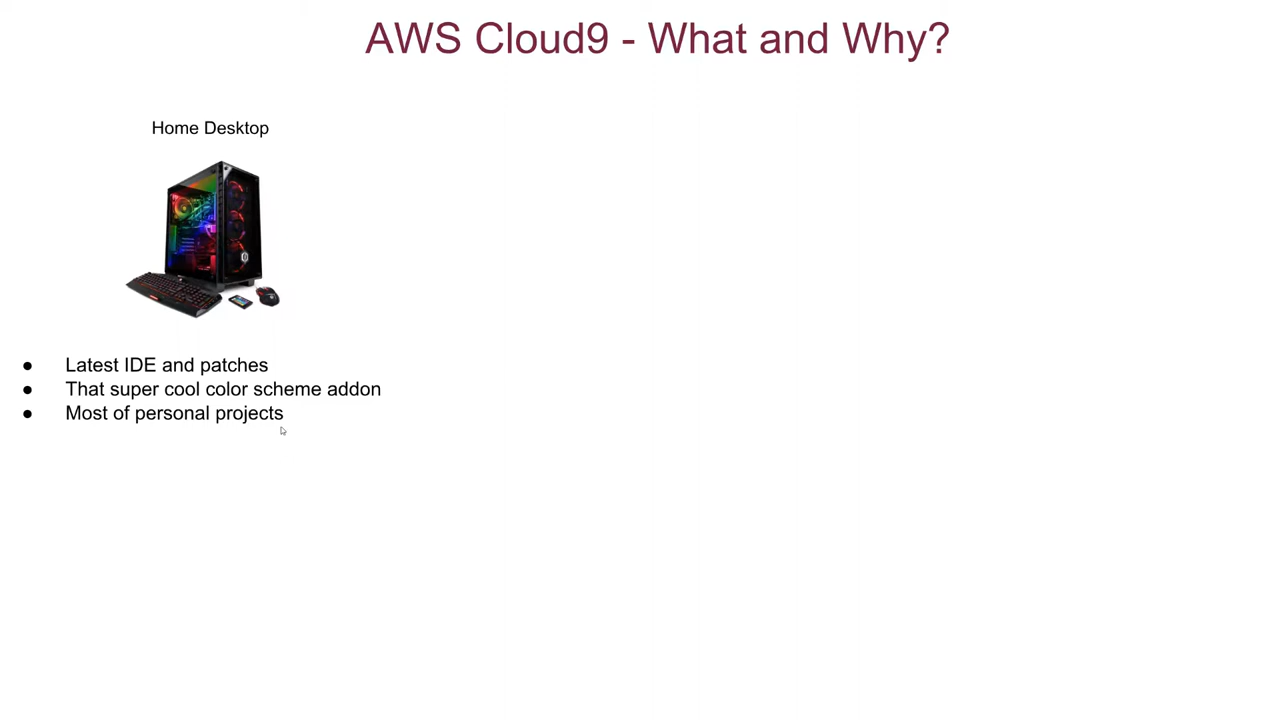 AWS Cloud9 - What and Why?
Home Desktop
● Latest IDE and patches
● That super cool color scheme addon
● Most of personal projects